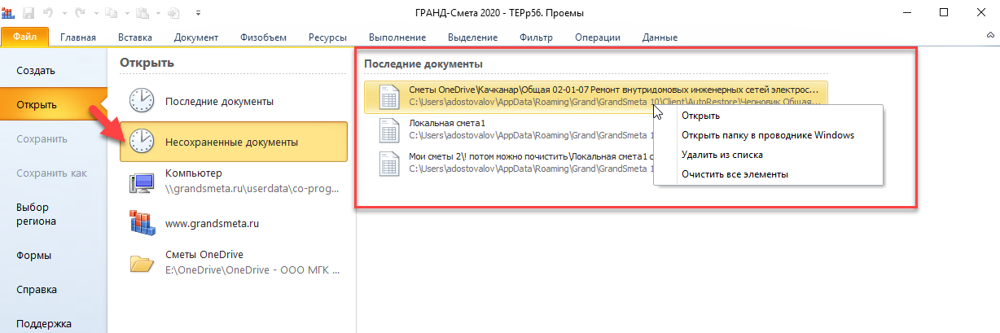 ГРАНД-Смета 2020 - ТЕРр56. Проемы
Файл Главная Вставка Документ Физобъем Ресурсы Выполнение Выделение Фильтр Операции Данные
Создать
Открыть
Сохранить
Сохранить как
Выбор
региона
Формы
Справка
Поддержка
Открыть
Последние документы
Несохраненные документы
Компьютер
\\grandsmeta.ru\userdata\co-prog...
www.grandsmeta.ru
Сметы OneDrive
E:\OneDrive\OneDrive - ООО МГК ...
Последние документы
Сметы OneDrive\Качканар\Общая 02-01-07 Ремонт внутридомовых инженерных сетей электрос...
C:\Users\adostovalov\AppData\Roaming\Grand\GrandSmeta 10\Client\AutoRestore\Черновик Общая...
Локальная смета1
C:\Users\adostovalov\AppData\Roaming\Grand\GrandSmeta 1
Мои сметы 2\! потом можно почистить\Локальная смета1 с
C:\Users\adostovalov\AppData\Roaming\Grand\GrandSmeta 1
Открыть
Открыть папку в проводнике Windows
Удалить из списка
Очистить все элементы